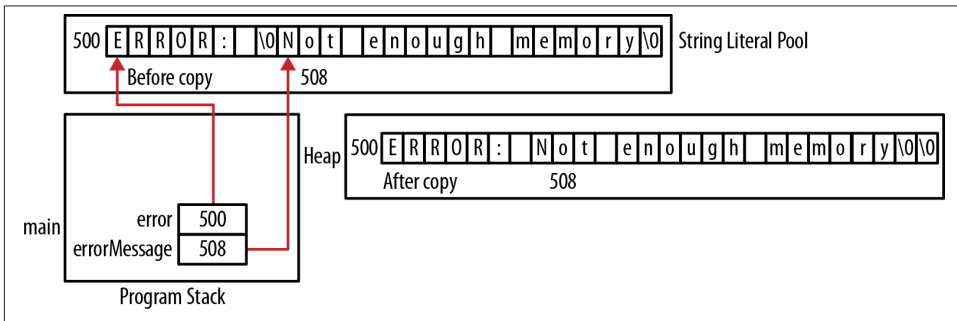 500 E R R O R : \0 N o t e n o u g h m e m o r y \0 String Literal Pool
Before copy 508
Heap 500 E R R O R : N o t e n o u g h m e m o r y \0 \0
After copy 508
main error 500
errorMessage 508
Program Stack